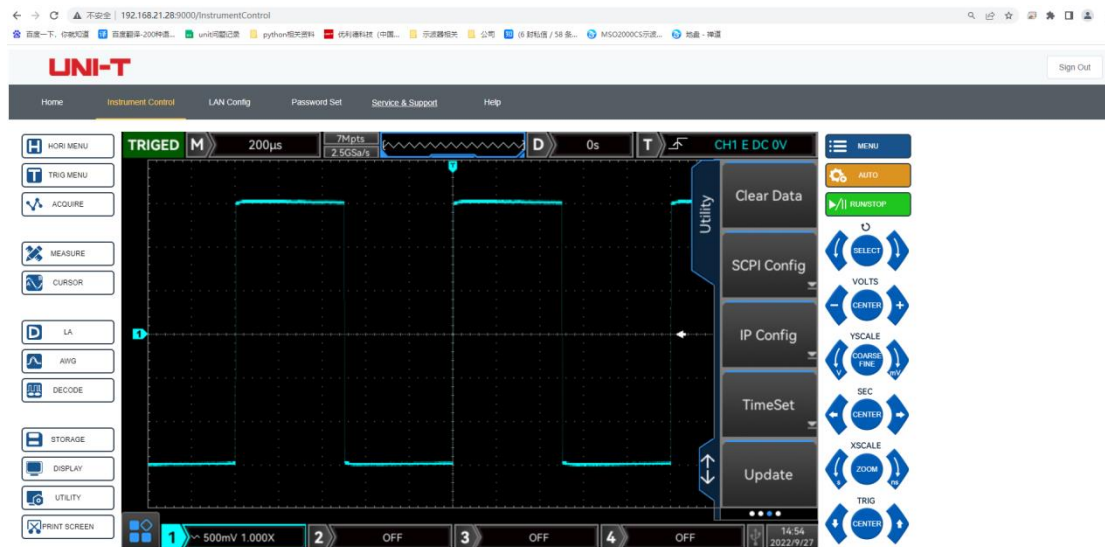 不安全 | 192.168.21.28:9000/InstrumentControl
百度一下，你就知道 百度翻译-200种语... unit问题记录 python相关资料 优利德科技 (中国... 示波器相关 公司 (6 封私信 / 58 条... MSO2000CS示波... 地盘 - 禅道
UNI-T
Sign Out
Home Instrument Control LAN Config Password Set Service & Support Help
HORI MENU
TRIG MENU
ACQUIRE
MEASURE
CURSOR
LA
AWG
DECODE
STORAGE
DISPLAY
UTILITY
PRINT SCREEN
TRIGED M 200μs 7Mpts 2.5GSa/s D 0s T CH1 E DC 0V
T
1
Utility
Clear Data
SCPI Config
IP Config
TimeSet
Update
1 500mV 1.000X 2 OFF 3 OFF 4 OFF 14:54
2022/9/27
MENU
AUTO
RUN/STOP
SELECT
VOLTS
CENTER
YSCALE
COARSE
FINE
V mV
SEC
CENTER
XSCALE
ZOOM
s ns
TRIG
CENTER